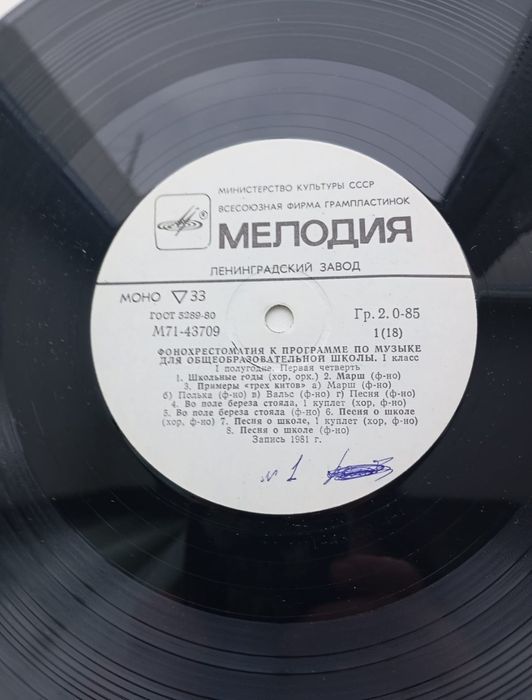 МИНИСТЕРСТВО КУЛЬТУРЫ СССР
ВСЕСОЮЗНАЯ ФИРМА ГРАМПЛАСТИНОК
МЕЛОДИЯ
ЛЕНИНГРАДСКИЙ ЗАВОД
МОНО ▽33
ГОСТ 5289-80
Гр. 2. 0-85
М71-43709
1(18)
ФОНОХРЕСТОМАТИЯ К ПРОГРАММЕ ПО МУЗЫКЕ
ДЛЯ ОБЩЕОБРАЗОВАТЕЛЬНОЙ ШКОЛЫ. I класс
I полугодие. Первая четверть
1. Школьные годы (хор, орк.) 2. Марш (ф-но)
3. Примеры «трех китов» а) Марш (ф-но)
б) Полька (ф-но) в) Вальс (ф-но) г) Песня (ф-но)
4. Во поле береза стояла, 1 куплет (хор, ф-но)
5. Во поле береза стояла (ф-но) 6. Песня о школе
(хор, ф-но) 7. Песня о школе, 1 куплет (хор, ф-но)
8. Песня о школе (ф-но)
Запись 1981 г.
№ 1